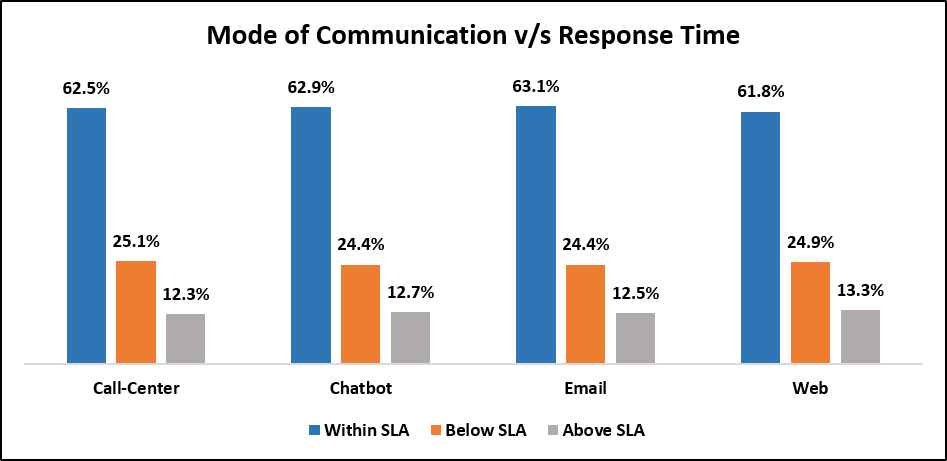 Mode of Communication v/s Response Time
62.5%
25.1%
12.3%
62.9%
24.4%
12.7%
63.1%
24.4%
12.5%
61.8%
24.9%
13.3%
Call-Center
Chatbot
Email
Web
Within SLA
Below SLA
Above SLA